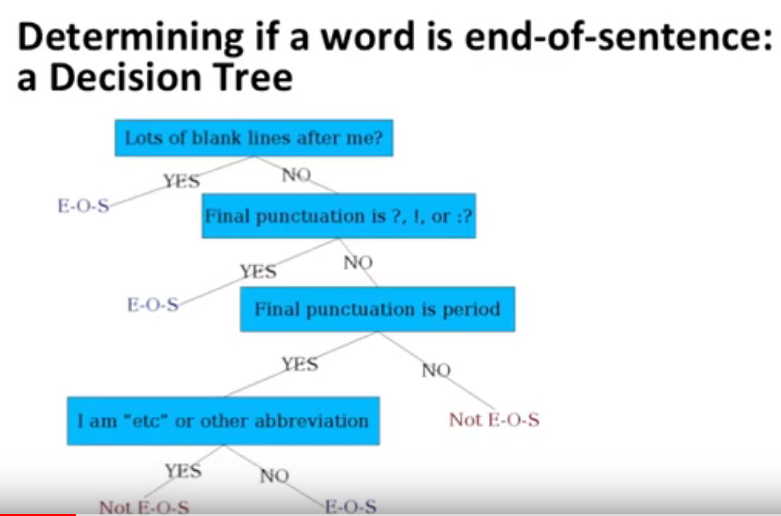 Determining if a word is end-of-sentence:
a Decision Tree
Lots of blank lines after me?
YES
NO
E-O-S
Final punctuation is ?, !, or :?
YES
NO
E-O-S
Final punctuation is period
YES
NO
I am "etc" or other abbreviation
Not E-O-S
YES
NO
Not E-O-S
E-O-S